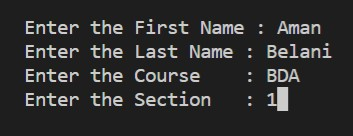 Enter the First Name : Aman
Enter the Last Name : Belani
Enter the Course   : BDA
Enter the Section   : 1